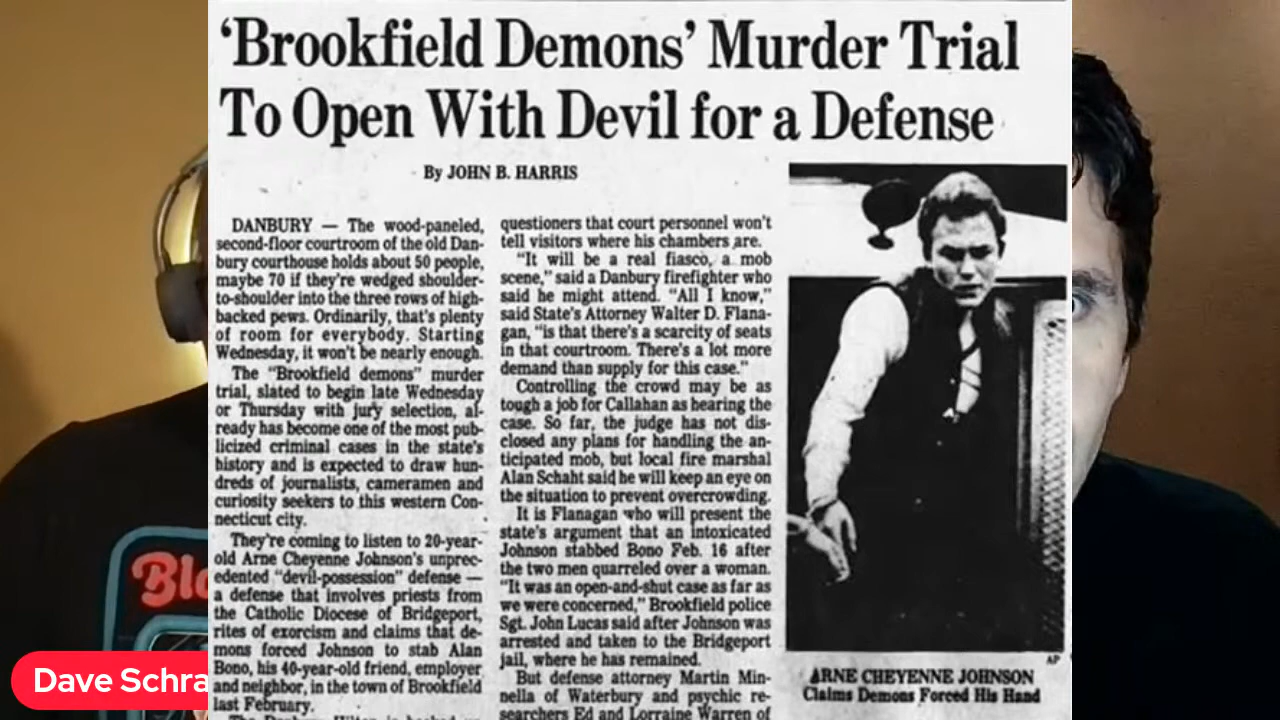 ‘Brookfield Demons’ Murder Trial
To Open With Devil for a Defense
By JOHN B. HARRIS
DANBURY — The wood-paneled,
second-floor courtroom of the old Dan-
bury courthouse holds about 50 people,
maybe 70 if they’re wedged shoulder-
to-shoulder into the three rows of high-
backed pews. Ordinarily, that’s plenty
of room for everybody. Starting
Wednesday, it won’t be nearly enough.
The “Brookfield demons” murder
trial, slated to begin late Wednesday
or Thursday with jury selection, al-
ready has become one of the most pub-
licized criminal cases in the state’s
history and is expected to draw hun-
dreds of journalists, cameramen and
curiosity seekers to this western Con-
necticut city.
They’re coming to listen to 20-year-
old Arne Cheyenne Johnson’s unprec-
edented “devil-possession” defense —
a defense that involves priests from
the Catholic Diocese of Bridgeport,
rites of exorcism and claims that de-
mons forced Johnson to stab Alan
Bono, his 40-year-old friend, employer
and neighbor, in the town of Brookfield
last February.
questioners that court personnel won’t
tell visitors where his chambers are.
“It will be a real fiasco, a mob
scene,” said a Danbury firefighter who
said he might attend. “All I know,”
said State’s Attorney Walter D. Flana-
gan, “is that there’s a scarcity of seats
in that courtroom. There’s a lot more
demand than supply for this case.”
Controlling the crowd may be as
tough a job for Callahan as hearing the
case. So far, the judge has not dis-
closed any plans for handling the an-
ticipated mob, but local fire marshal
Alan Schaht said he will keep an eye on
the situation to prevent overcrowding.
It is Flanagan who will present the
state’s argument that an intoxicated
Johnson stabbed Bono Feb. 16 after
the two men quarreled over a woman.
“It was an open-and-shut case as far as
we were concerned,” Brookfield police
Sgt. John Lucas said after Johnson was
arrested and taken to the Bridgeport
jail, where he has remained.
But defense attorney Martin Min-
nella of Waterbury and psychic re-
searchers Ed and Lorraine Warren of
AP
ARNE CHEYENNE JOHNSON
Claims Demons Forced His Hand
Blo
Dave Schra